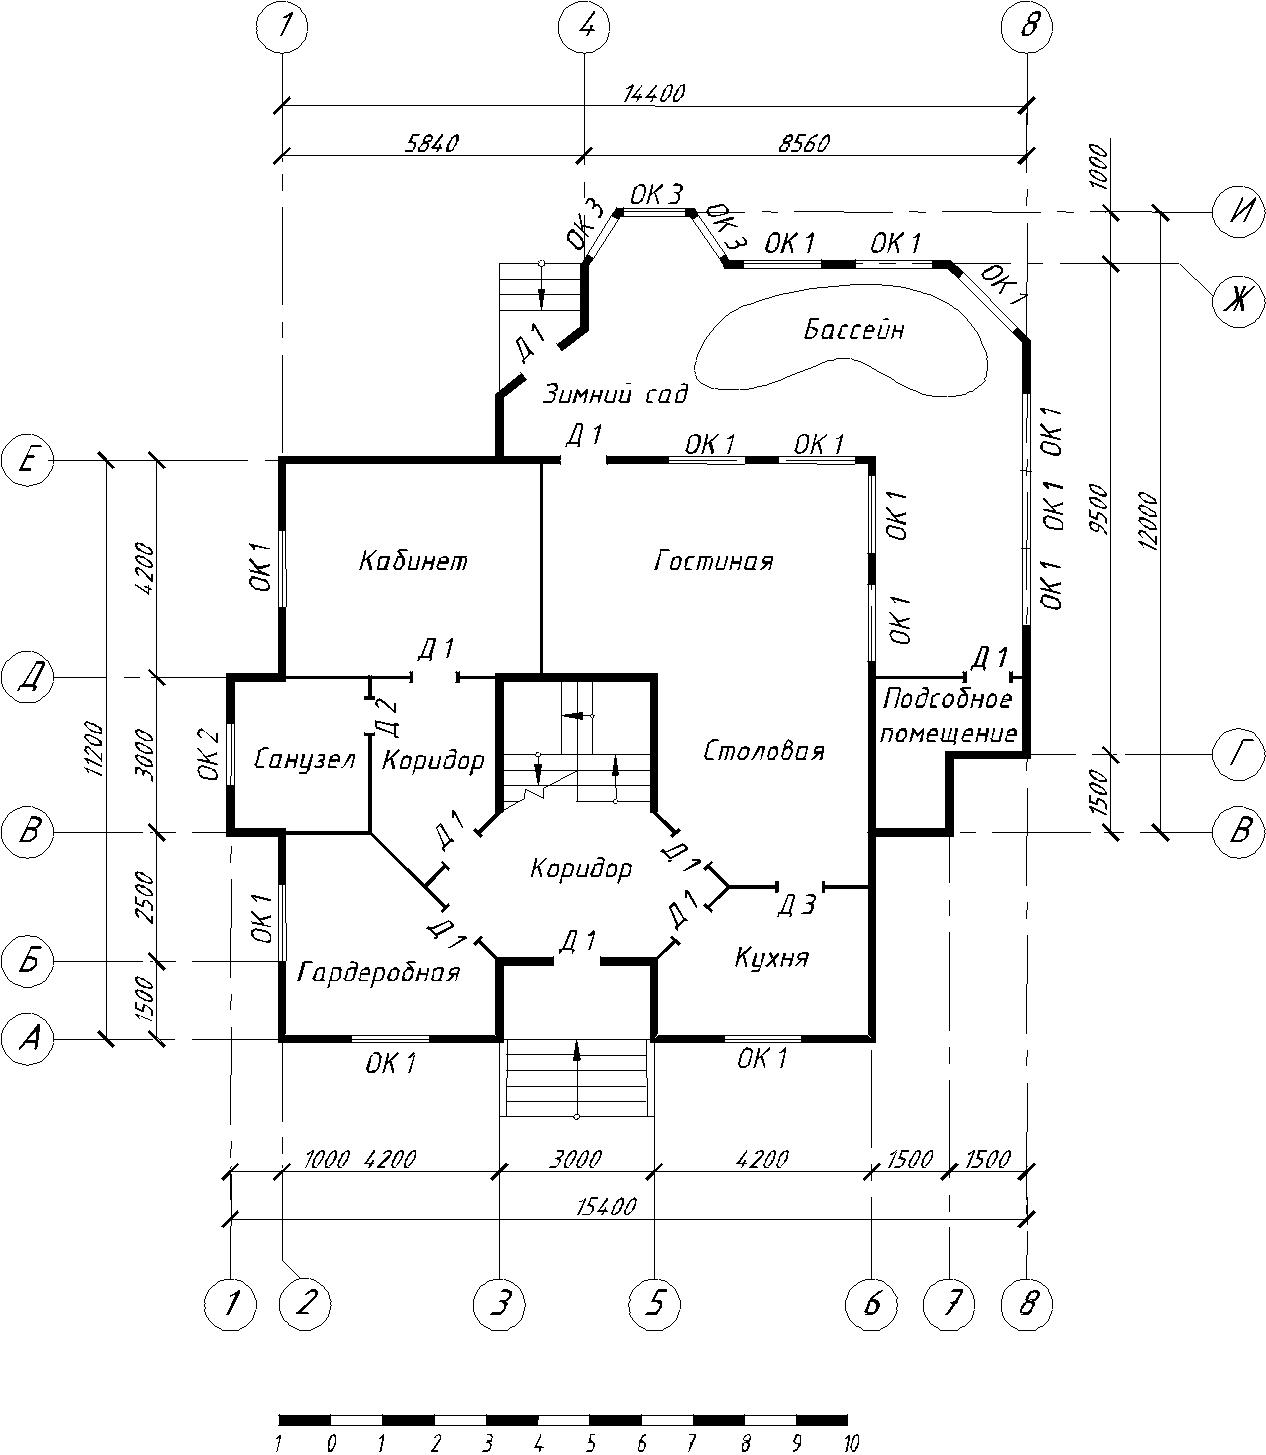 1 4 8
14400
5840 8560
1000
ОК 3
ОК 3
ОК 3
И
ОК 1 ОК 1
ОК 1
Ж
Бассейн
Д 1
Зимний сад
Д 1
ОК 1 ОК 1
ОК 1
Е
ОК 1
ОК 1
9500
12000
4200
ОК 1
Кабинет
Гостиная
ОК 1
ОК 1
Д 1
Д 1
Д
Подсобное
помещение
Д 2
11200
3000
ОК 2
Санузел
Коридор
Столовая
Г
1500
В
В
Д 1
Д 1
Коридор
2500
ОК 1
Д 1
Д 1
Д 3
Д 1
Кухня
Б
Гардеробная
1500
А
ОК 1
ОК 1
1000 4200 3000 4200 1500 1500
15400
1 2 3 5 6 7 8
1 0 1 2 3 4 5 6 7 8 9 10